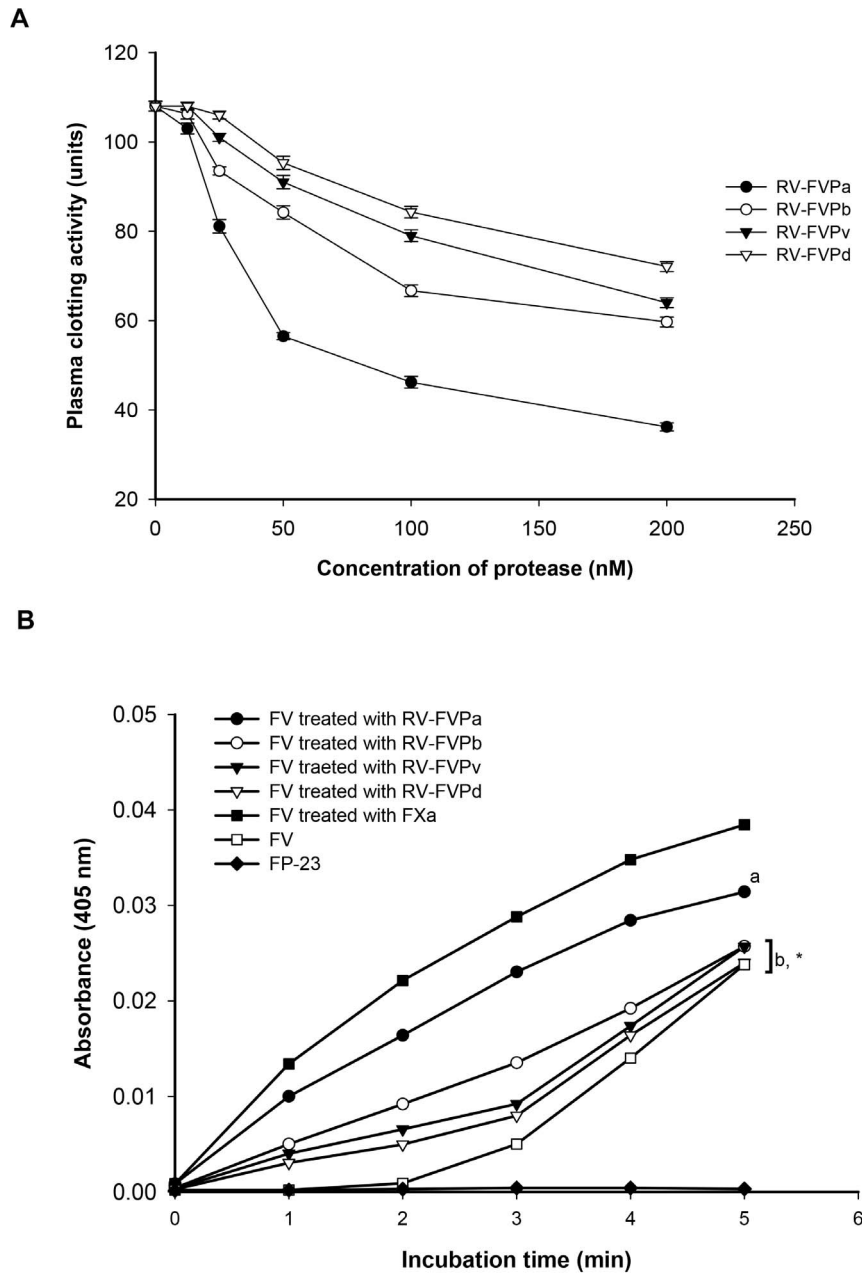 A
120
100
80
60
40
20
Plasma clotting activity (units)
0
50
100
150
200
250
Concentration of protease (nM)
RV-FVPa
RV-FVPb
RV-FVPv
RV-FVPd
B
0.05
0.04
0.03
0.02
0.01
0.00
Absorbance (405 nm)
FV treated with RV-FVPa
FV treated with RV-FVPb
FV traeted with RV-FVPv
FV treated with RV-FVPd
FV treated with FXa
FV
FP-23
a
b, *
0
1
2
3
4
5
6
Incubation time (min)